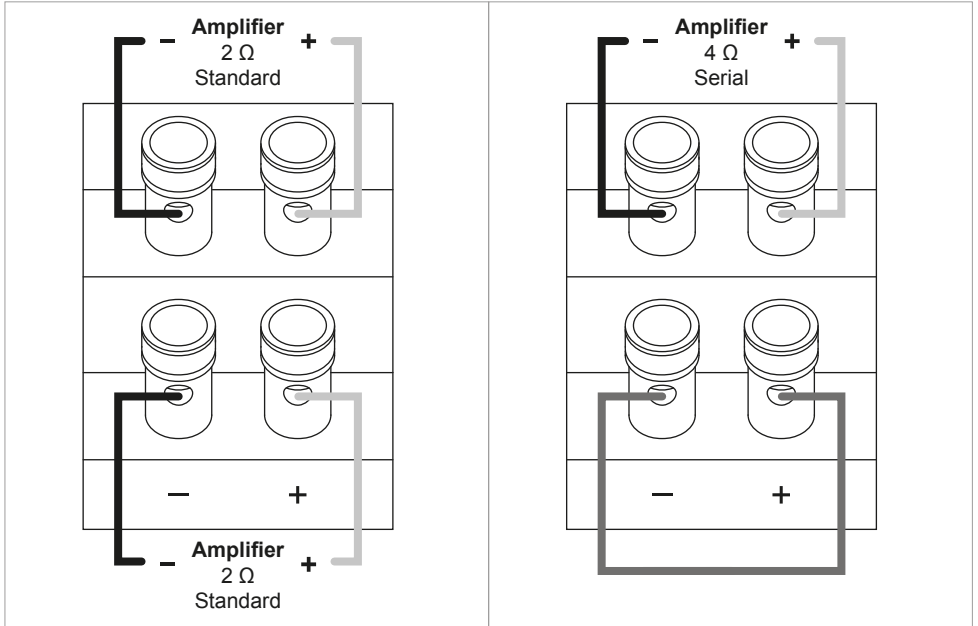 − Amplifier +
2 Ω
Standard
− +
− Amplifier +
2 Ω
Standard
− Amplifier +
4 Ω
Serial
− +